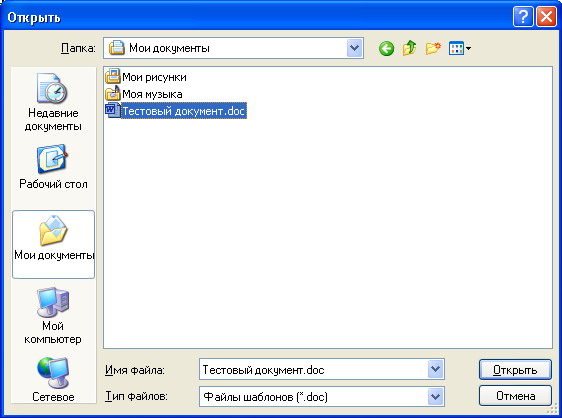 Открыть
Папка:
Мои документы
Недавние
документы
Рабочий стол
Мои документы
Мой
компьютер
Сетевое
Мои рисунки
Моя музыка
Тестовый документ.doc
Имя файла:
Тестовый документ.doc
Открыть
Тип файлов:
Файлы шаблонов (*.doc)
Отмена